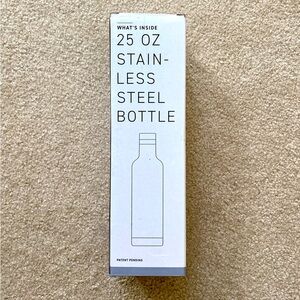 WHAT'S INSIDE
25 OZ
STAIN-
LESS
STEEL
BOTTLE
PATENT PENDING